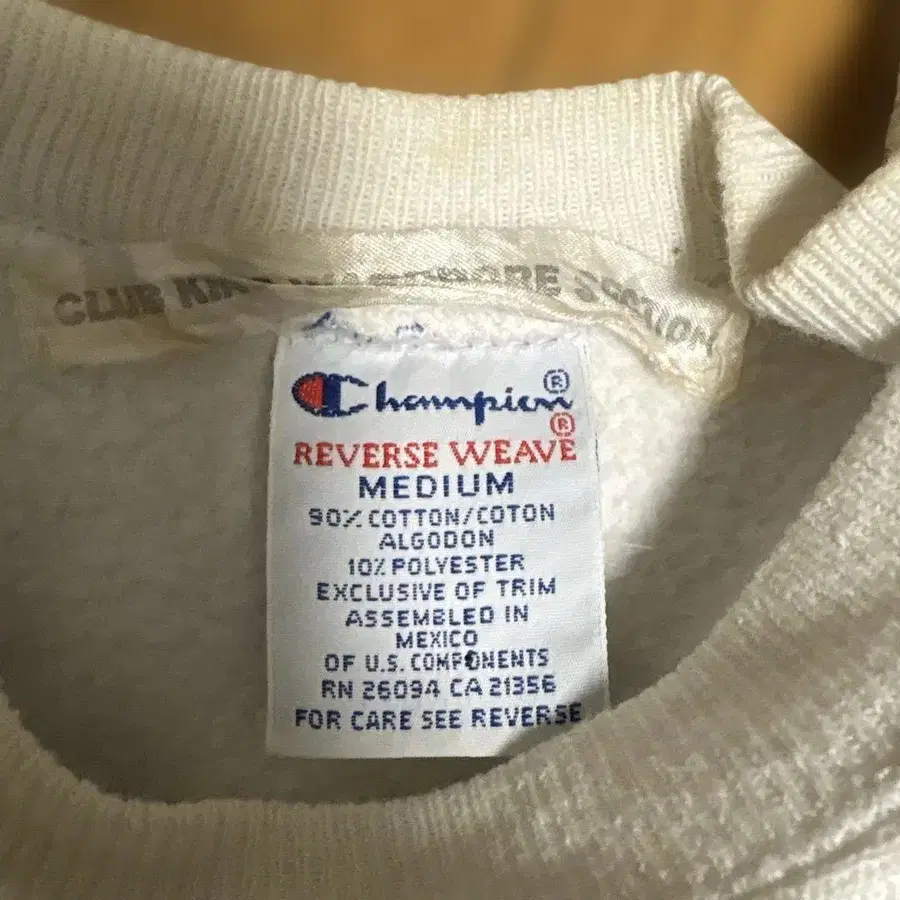 CLUB
Champion®
REVERSE WEAVE®
MEDIUM
90% COTTON/COTON
ALGODON
10% POLYESTER
EXCLUSIVE OF TRIM
ASSEMBLED IN
MEXICO
OF U.S. COMPONENTS
RN 26094 CA 21356
FOR CARE SEE REVERSE